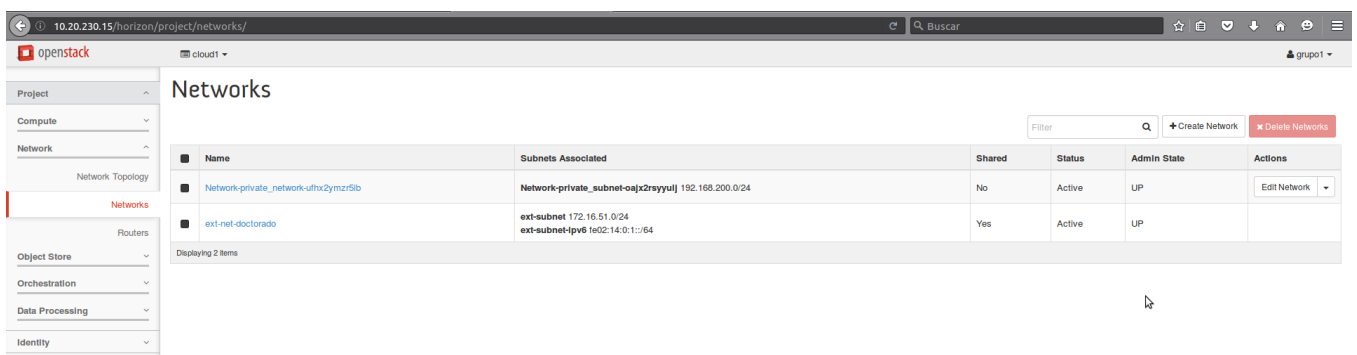 10.20.230.15/horizon/project/networks/
Buscar
openstack
cloud1
grupo1
Project
Networks
Compute
Filter
+Create Network
Delete Networks
Network
Name
Subnets Associated
Shared
Status
Admin State
Actions
Network Topology
Network-private_network-ufhx2ymzr5lb
Network-private_subnet-oajx2rsyyulj 192.168.200.0/24
No
Active
UP
Edit Network
Networks
ext-net-doctorado
ext-subnet 172.16.51.0/24
ext-subnet-ipv6 fe02:14:0:1::/64
Yes
Active
UP
Routers
Displaying 2 items
Object Store
Orchestration
Data Processing
Identity